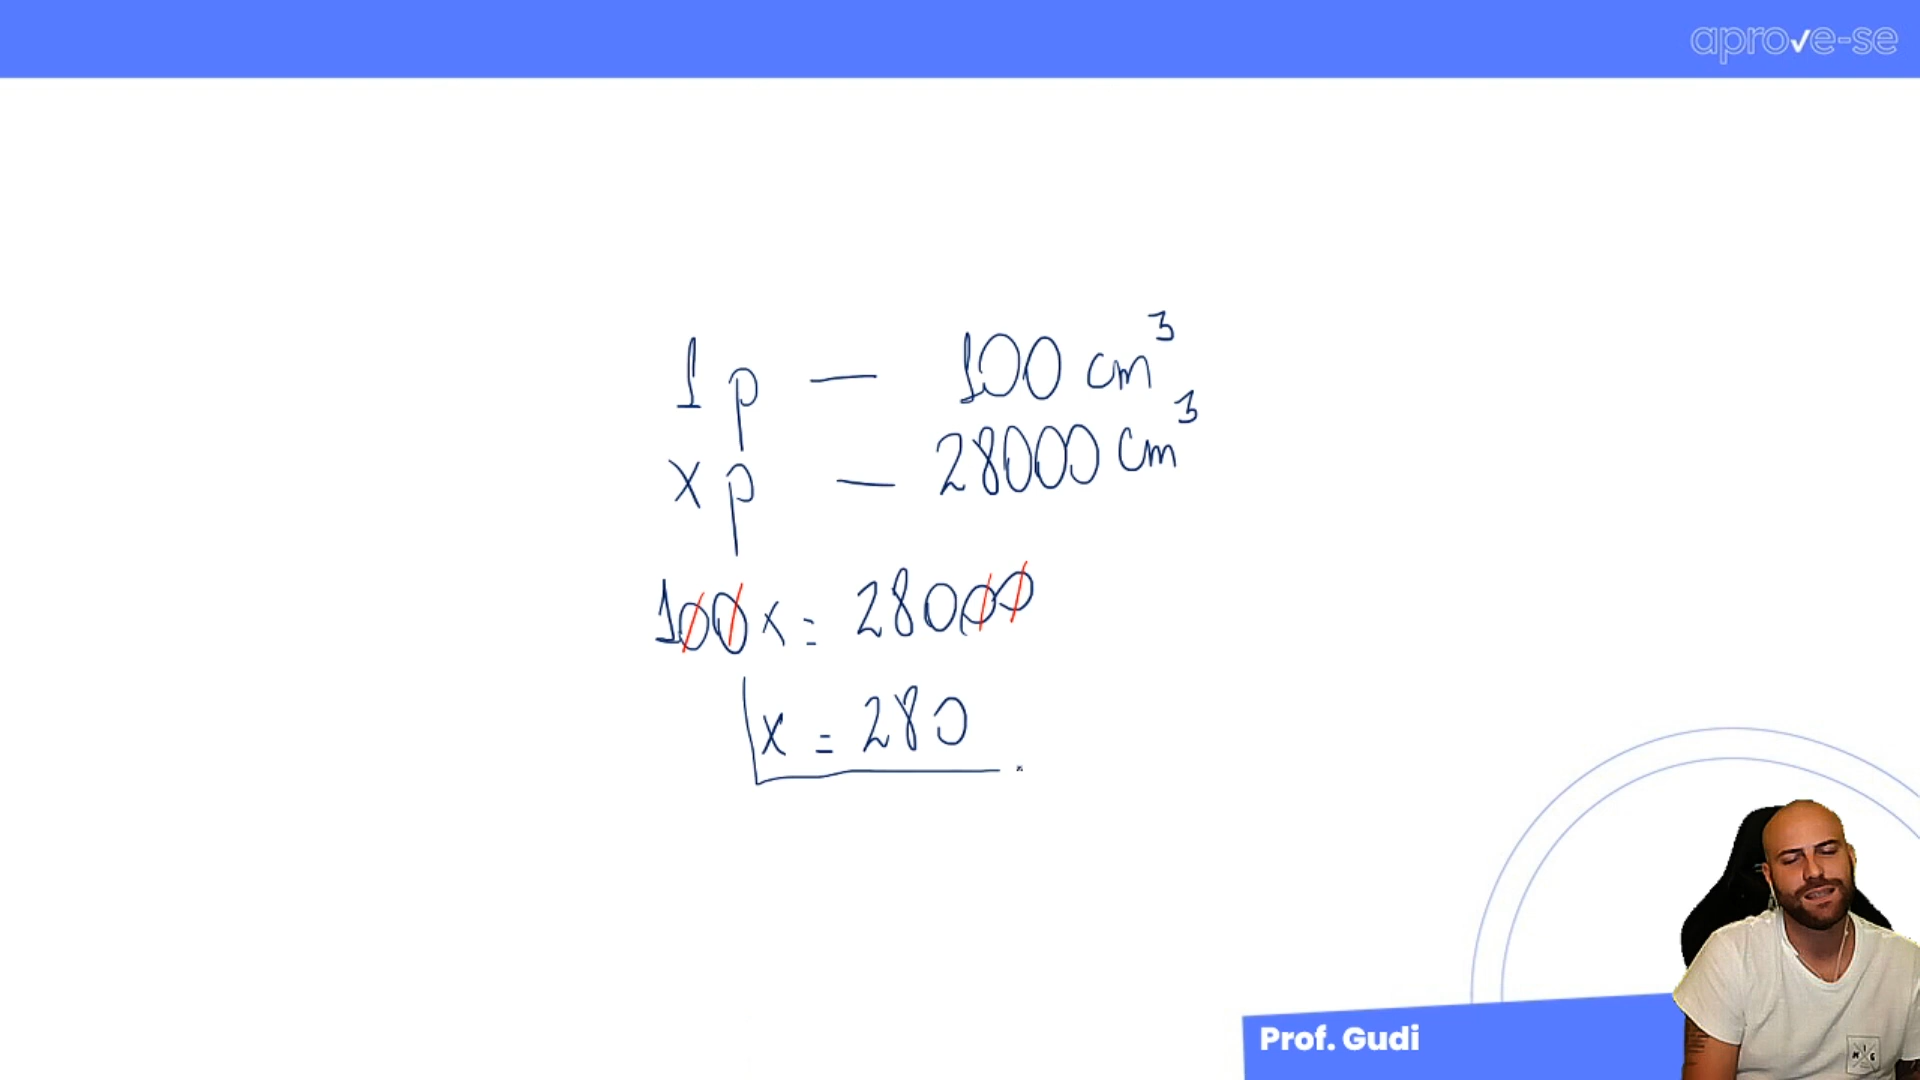 aprove-se
1 p — 100 cm³
x p — 28000 cm³
100x = 28000
x = 280
Prof. Gudi